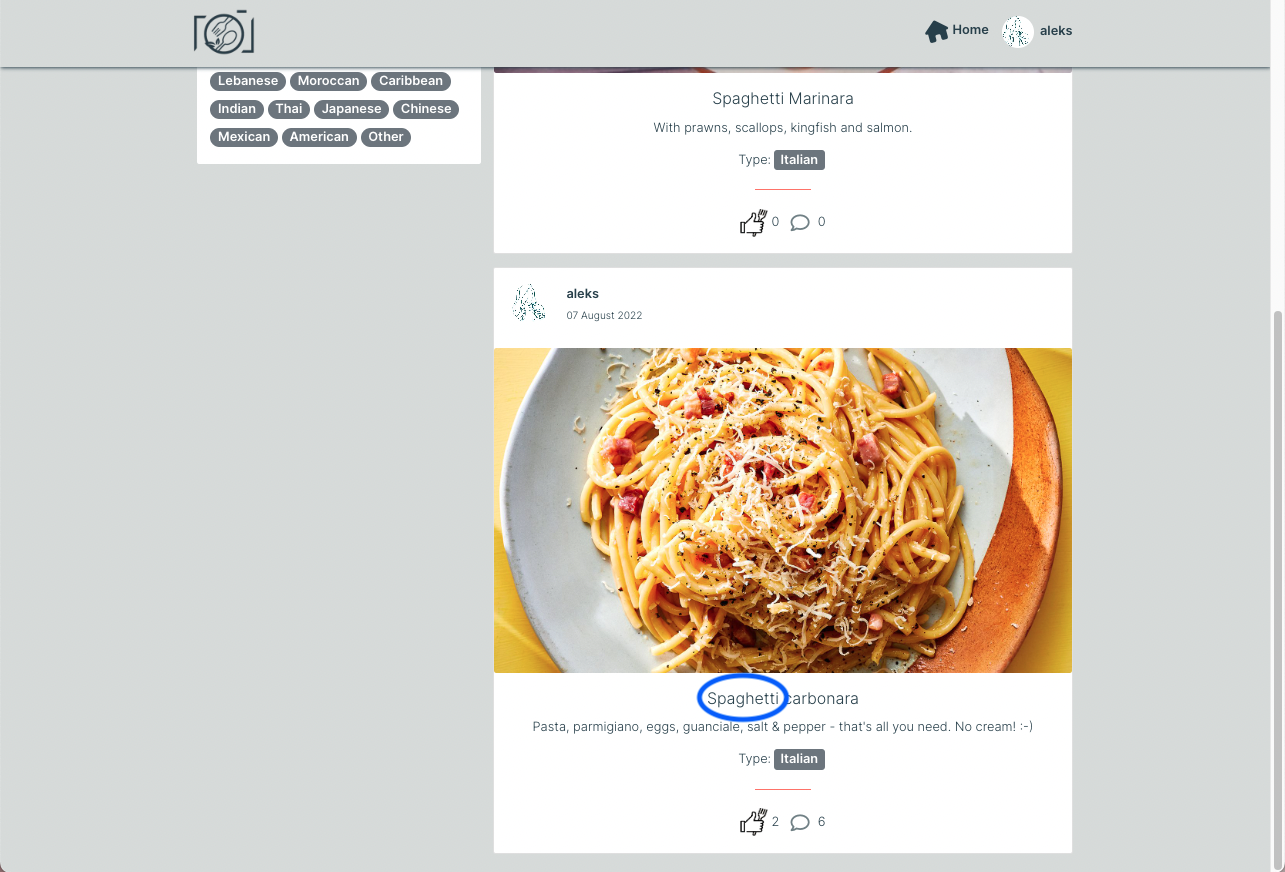 Home
aleks
Lebanese Moroccan Caribbean
Indian Thai Japanese Chinese
Mexican American Other
Spaghetti Marinara
With prawns, scallops, kingfish and salmon.
Type: Italian
0 0
aleks
07 August 2022
Spaghetti carbonara
Pasta, parmigiano, eggs, guanciale, salt & pepper - that's all you need. No cream! :-)
Type: Italian
2 6